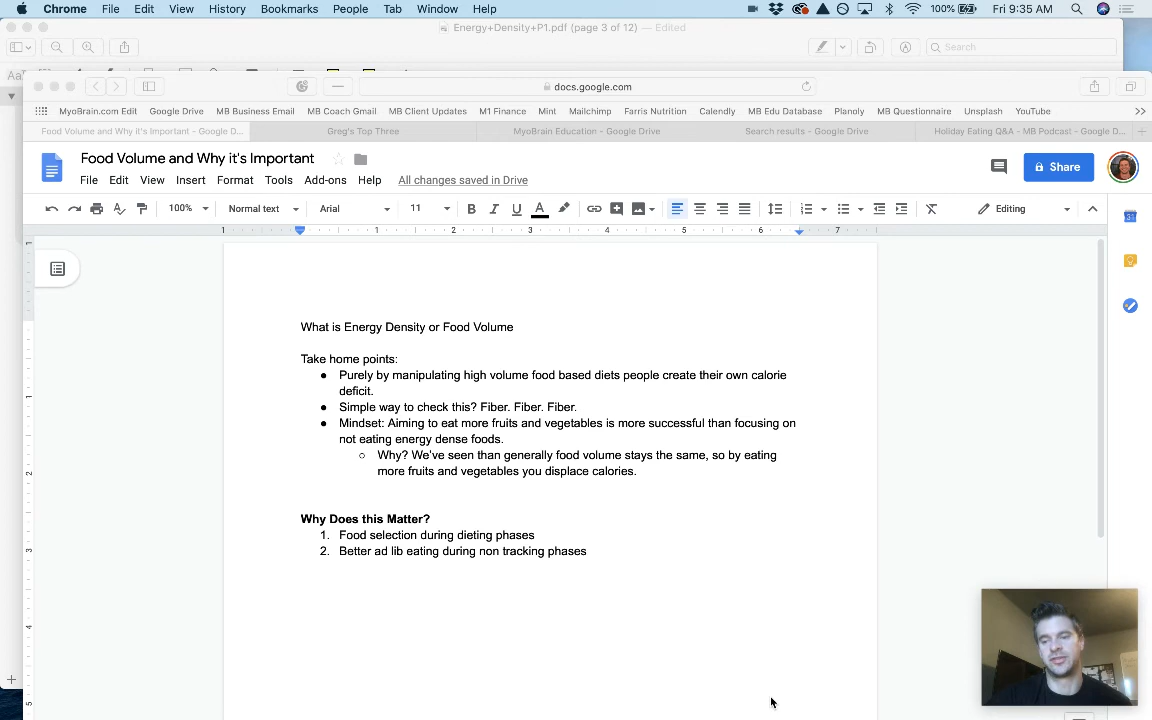 Chrome File Edit View History Bookmarks People Tab Window Help 100% Fri 9:35 AM
Energy+Density+P1.pdf (page 3 of 12) — Edited
Search
docs.google.com
MyoBrain.com Edit Google Drive MB Business Email MB Coach Gmail MB Client Updates M1 Finance Mint Mailchimp Farris Nutrition Calendly MB Edu Database Planoly MB Questionnaire Unsplash YouTube >>
Food Volume and Why it's Important - Google D... Greg's Top Three MyoBrain Education - Google Drive Search results - Google Drive Holiday Eating Q&A - MB Podcast - Google D...
Food Volume and Why it's Important
Share
File Edit View Insert Format Tools Add-ons Help All changes saved in Drive
100% Normal text Arial 11 B I U A Editing
31
1 1 2 3 4 5 6 7
What is Energy Density or Food Volume
Take home points:
● Purely by manipulating high volume food based diets people create their own calorie
deficit.
● Simple way to check this? Fiber. Fiber. Fiber.
● Mindset: Aiming to eat more fruits and vegetables is more successful than focusing on
not eating energy dense foods.
○ Why? We've seen than generally food volume stays the same, so by eating
more fruits and vegetables you displace calories.
Why Does this Matter?
1. Food selection during dieting phases
2. Better ad lib eating during non tracking phases